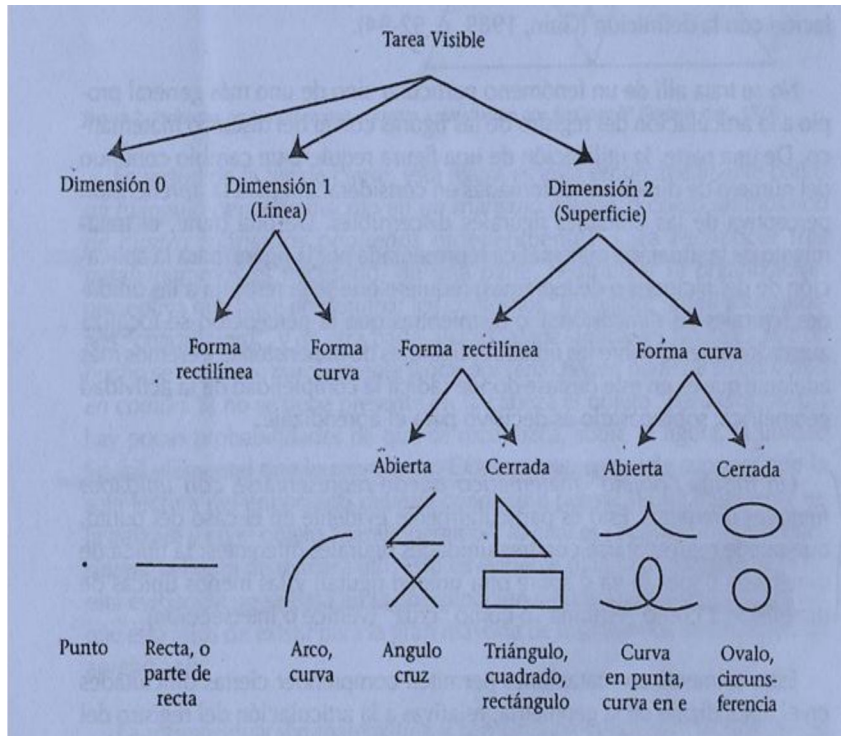 Tarea Visible
Dimensión 0
Dimensión 1
(Línea)
Dimensión 2
(Superficie)
Forma
rectilínea
Forma
curva
Forma rectilínea
Forma curva
Abierta
Cerrada
Abierta
Cerrada
Punto
Recta, o
parte de
recta
Arco,
curva
Angulo
cruz
Triángulo,
cuadrado,
rectángulo
Curva
en punta,
curva en e
Ovalo,
circuns-
ferencia